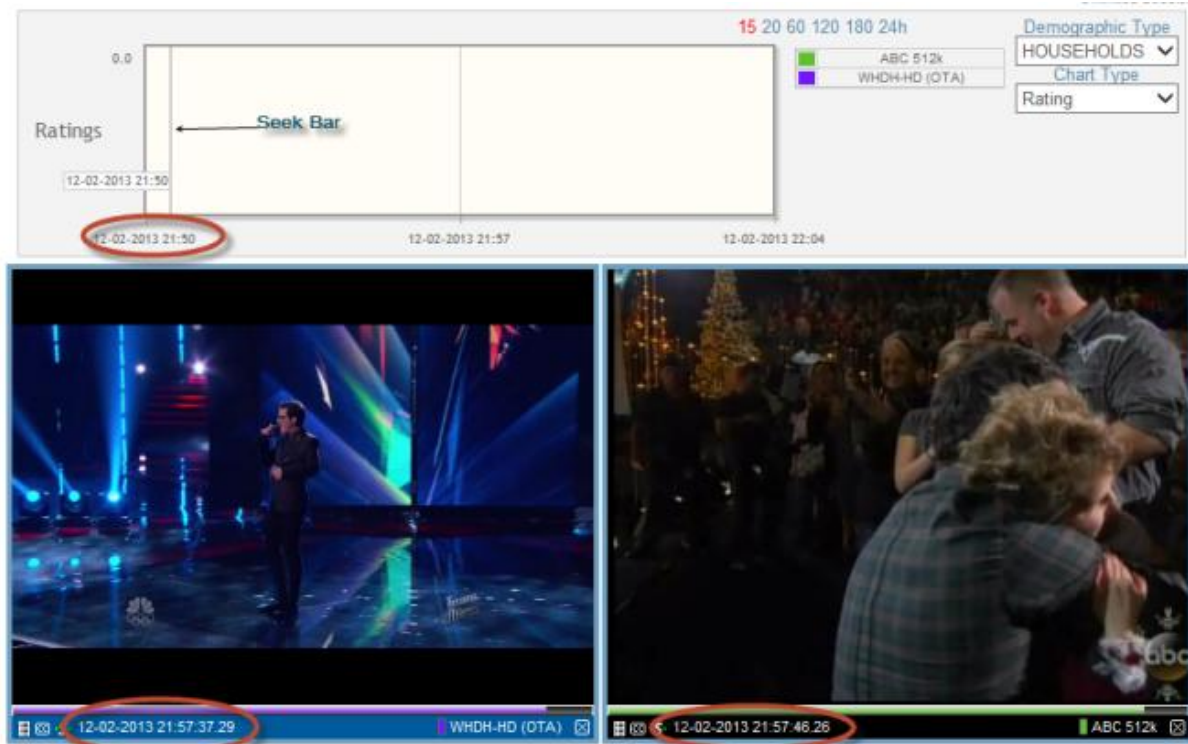 15 20 60 120 180 24h
Demographic Type
HOUSEHOLDS
Chart Type
Rating
ABC 512k
WHDH-HD (OTA)
0.0
Ratings
Seek Bar
12-02-2013 21:50
12-02-2013 21:50
12-02-2013 21:57
12-02-2013 22:04
NBC
abc
12-02-2013 21:57:37.29
WHDH-HD (OTA)
12-02-2013 21:57:46.26
ABC 512k